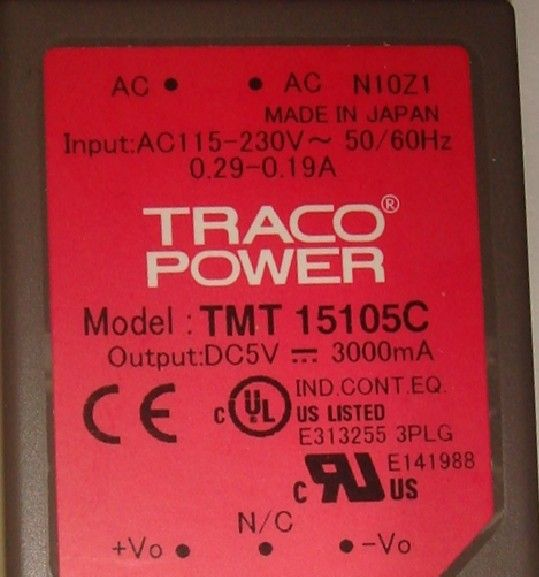 AC • • AC N10Z1
MADE IN JAPAN
Input:AC115-230V~ 50/60Hz
0.29-0.19A
TRACO®
POWER
Model : TMT 15105C
Output:DC5V ⎓ 3000mA
CE c UL IND.CONT.EQ.
US LISTED
E313255 3PLG
c RU US E141988
N/C
+Vo • • •-Vo